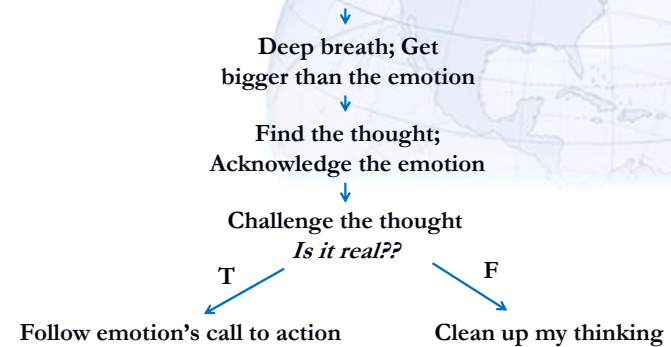 Deep breath; Get
bigger than the emotion
Find the thought;
Acknowledge the emotion
Challenge the thought
Is it real??
T
F
Follow emotion's call to action
Clean up my thinking